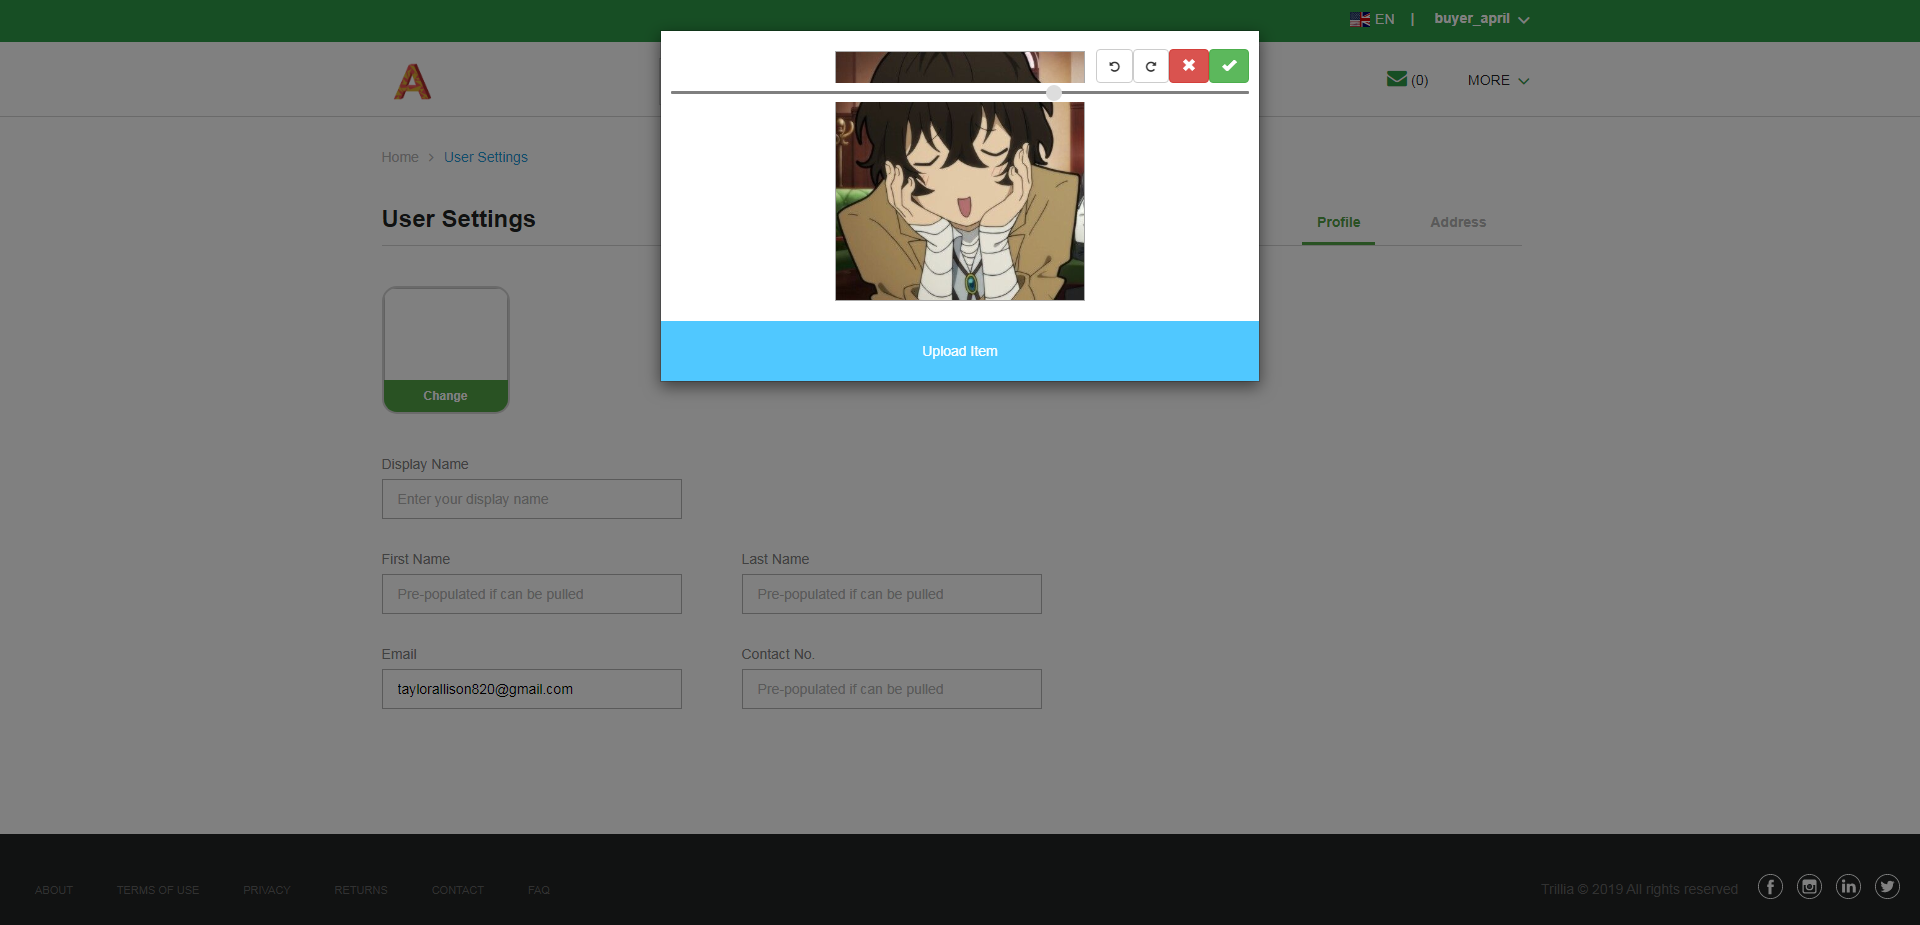 EN | buyer_april
A
(0) MORE
Home > User Settings
User Settings
Profile Address
Upload Item
Change
Display Name
Enter your display name
First Name Last Name
Pre-populated if can be pulled Pre-populated if can be pulled
Email Contact No.
taylorallison820@gmail.com Pre-populated if can be pulled
ABOUT TERMS OF USE PRIVACY RETURNS CONTACT FAQ Trillia © 2019 All rights reserved